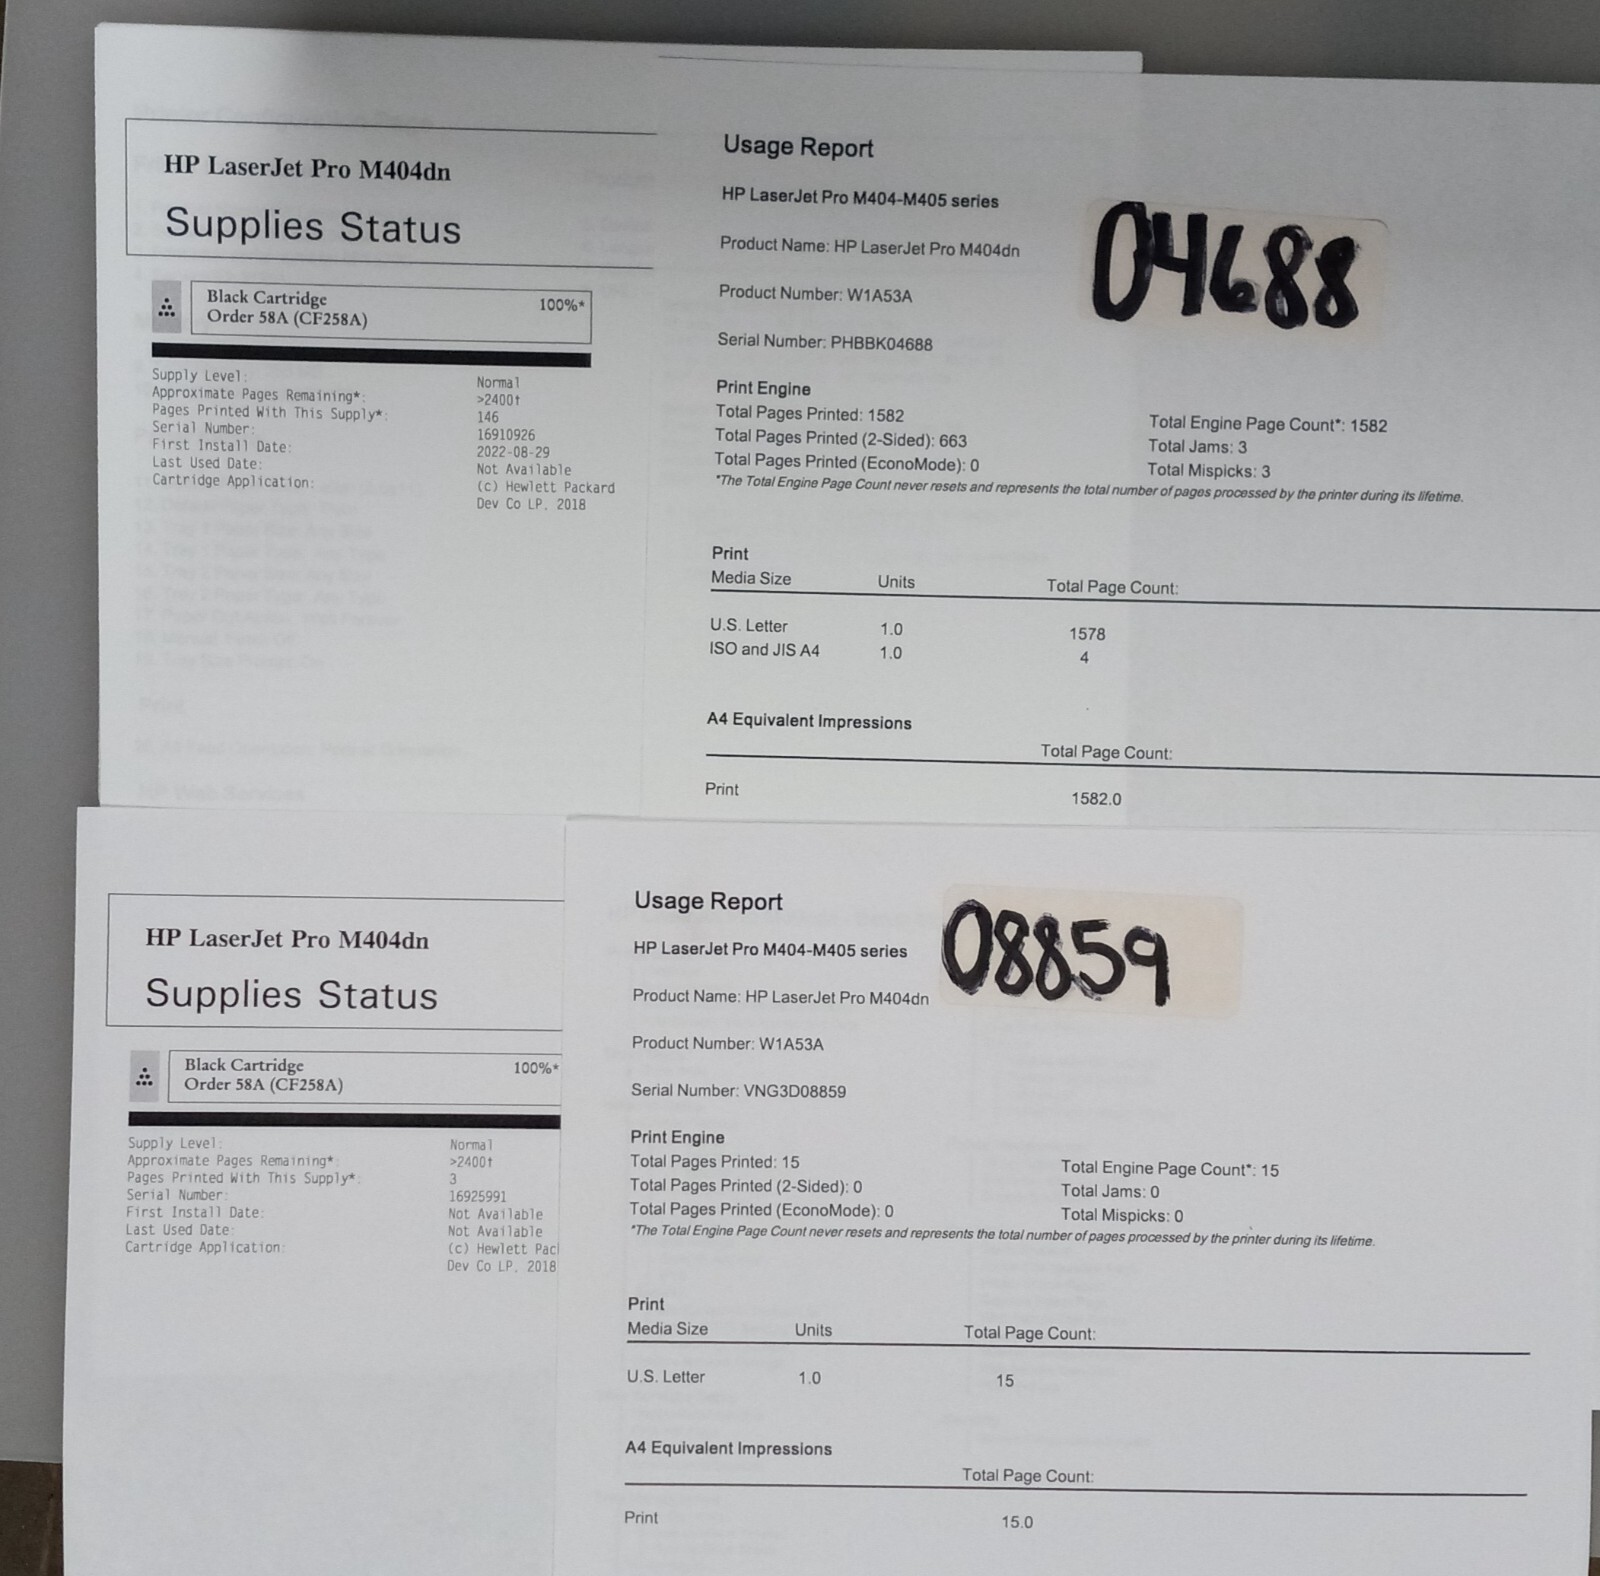 HP LaserJet Pro M404dn
Supplies Status
Black Cartridge 100%*
Order 58A (CF258A)
Supply Level: Normal
Approximate Pages Remaining*: >2400†
Pages Printed With This Supply*: 146
Serial Number: 16910926
First Install Date: 2022-08-29
Last Used Date: Not Available
Cartridge Application: (c) Hewlett Packard
Dev Co LP, 2018
Usage Report
HP LaserJet Pro M404-M405 series
04688
Product Name: HP LaserJet Pro M404dn
Product Number: W1A53A
Serial Number: PHBBK04688
Print Engine
Total Pages Printed: 1582 Total Engine Page Count*: 1582
Total Pages Printed (2-Sided): 663 Total Jams: 3
Total Pages Printed (EconoMode): 0 Total Mispicks: 3
*The Total Engine Page Count never resets and represents the total number of pages processed by the printer during its lifetime.
Print
Media Size Units Total Page Count:
U.S. Letter 1.0 1578
ISO and JIS A4 1.0 4
A4 Equivalent Impressions
Total Page Count:
Print 1582.0
HP LaserJet Pro M404dn
Supplies Status
Black Cartridge 100%*
Order 58A (CF258A)
Supply Level: Normal
Approximate Pages Remaining*: >2400†
Pages Printed With This Supply*: 3
Serial Number: 16925991
First Install Date: Not Available
Last Used Date: Not Available
Cartridge Application: (c) Hewlett Pac
Dev Co LP, 2018
Usage Report
08859
HP LaserJet Pro M404-M405 series
Product Name: HP LaserJet Pro M404dn
Product Number: W1A53A
Serial Number: VNG3D08859
Print Engine
Total Pages Printed: 15 Total Engine Page Count*: 15
Total Pages Printed (2-Sided): 0 Total Jams: 0
Total Pages Printed (EconoMode): 0 Total Mispicks: 0
*The Total Engine Page Count never resets and represents the total number of pages processed by the printer during its lifetime.
Print
Media Size Units Total Page Count:
U.S. Letter 1.0 15
A4 Equivalent Impressions
Total Page Count:
Print 15.0